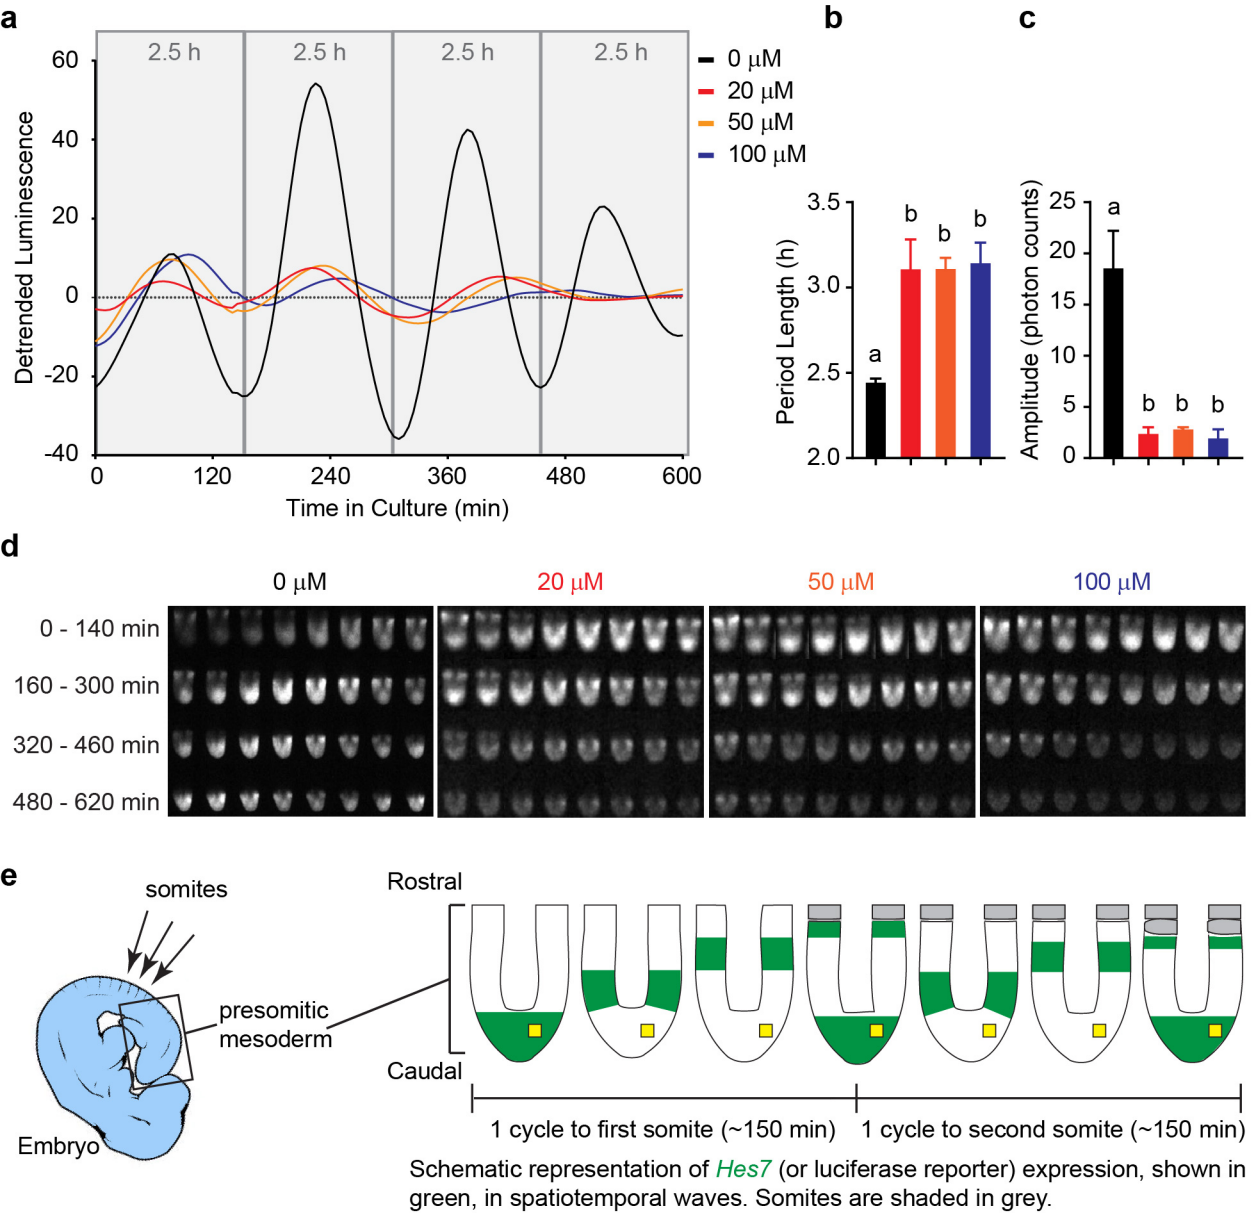 a
2.5 h 2.5 h 2.5 h 2.5 h
60
40
20
0
-20
-40
Detrended Luminescence
0 120 240 360 480 600
Time in Culture (min)
0 μM
20 μM
50 μM
100 μM
b
3.5
3.0
2.5
2.0
Period Length (h)
a b b b
c
25
20
15
10
5
0
Amplitude (photon counts)
a b b b
d
0 μM 20 μM 50 μM 100 μM
0 - 140 min
160 - 300 min
320 - 460 min
480 - 620 min
e
somites
presomitic
mesoderm
Embryo
Rostral
Caudal
1 cycle to first somite (~150 min) 1 cycle to second somite (~150 min)
Schematic representation of Hes7 (or luciferase reporter) expression, shown in
green, in spatiotemporal waves. Somites are shaded in grey.